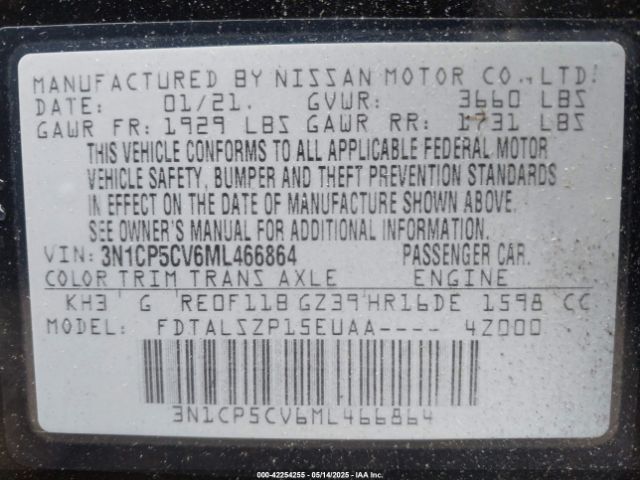 MANUFACTURED BY NISSAN MOTOR CO., LTD.
DATE: 01/21. GVWR: 3660 LBS
GAWR FR: 1929 LBS GAWR RR: 1731 LBS
THIS VEHICLE CONFORMS TO ALL APPLICABLE FEDERAL MOTOR
VEHICLE SAFETY, BUMPER AND THEFT PREVENTION STANDARDS
IN EFFECT ON THE DATE OF MANUFACTURE SHOWN ABOVE.
SEE OWNER'S MANUAL FOR ADDITIONAL INFORMATION.
VIN: 3N1CP5CV6ML466864 PASSENGER CAR.
COLOR TRIM TRANS AXLE ENGINE
KH3 G RE0F11B GZ39 HR16DE 1598 CC
MODEL: FDTALSZP15EUAA---- 4Z000
3N1CP5CV6ML466864
000-42254255 - 05/14/2025 - IAAI.COM